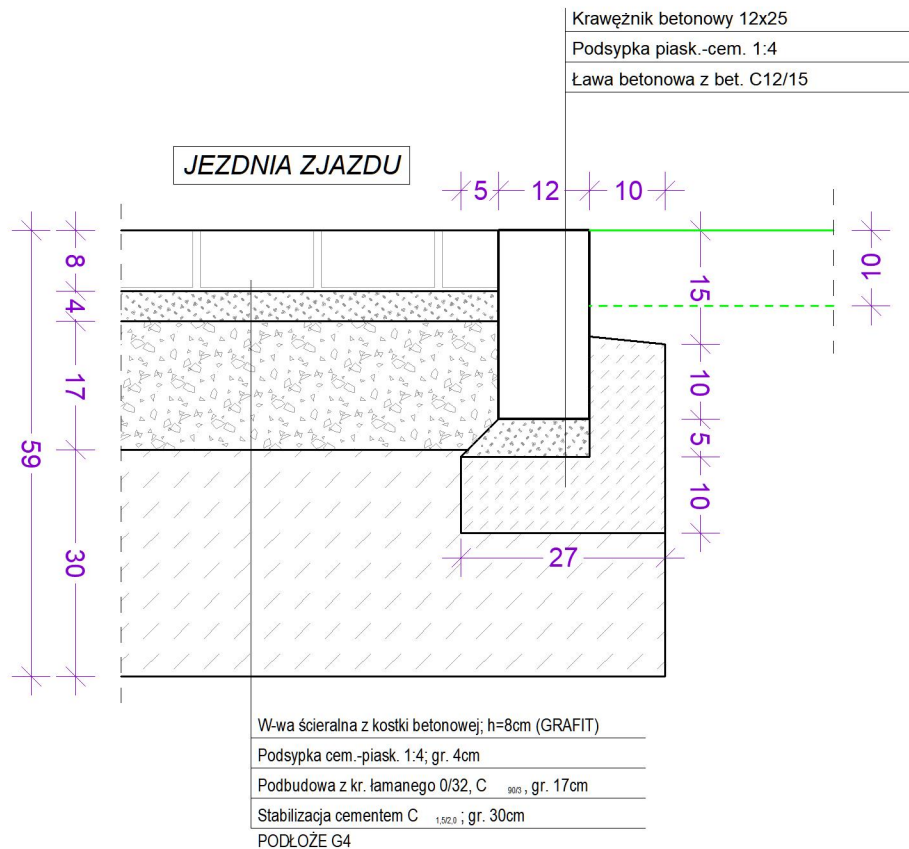 Krawężnik betonowy 12x25
Podsypka piask.-cem. 1:4
Ława betonowa z bet. C12/15
JEZDNIA ZJAZDU
5 12 10
8
4
17
30
59
15
10
5
10
10
27
W-wa ścieralna z kostki betonowej; h=8cm (GRAFIT)
Podsypka cem.-piask. 1:4; gr. 4cm
Podbudowa z kr. łamanego 0/32, C 90/3 , gr. 17cm
Stabilizacja cementem C 1,5/2,0 ; gr. 30cm
PODŁOŻE G4